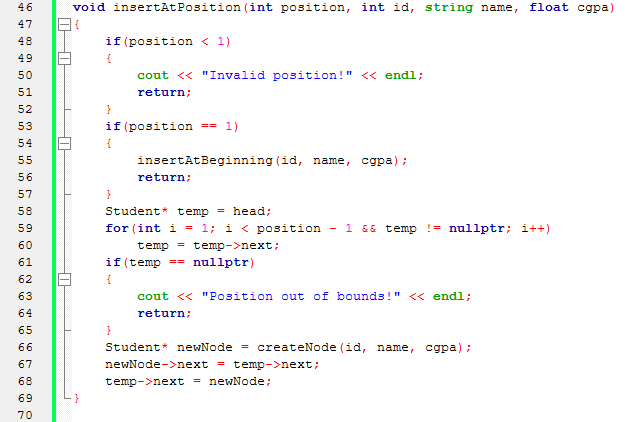 46 void insertAtPosition(int position, int id, string name, float cgpa)
47 {
48     if(position < 1)
49     {
50         cout << "Invalid position!" << endl;
51         return;
52     }
53     if(position == 1)
54     {
55         insertAtBeginning(id, name, cgpa);
56         return;
57     }
58     Student* temp = head;
59     for(int i = 1; i < position - 1 && temp != nullptr; i++)
60         temp = temp->next;
61     if(temp == nullptr)
62     {
63         cout << "Position out of bounds!" << endl;
64         return;
65     }
66     Student* newNode = createNode(id, name, cgpa);
67     newNode->next = temp->next;
68     temp->next = newNode;
69 }
70